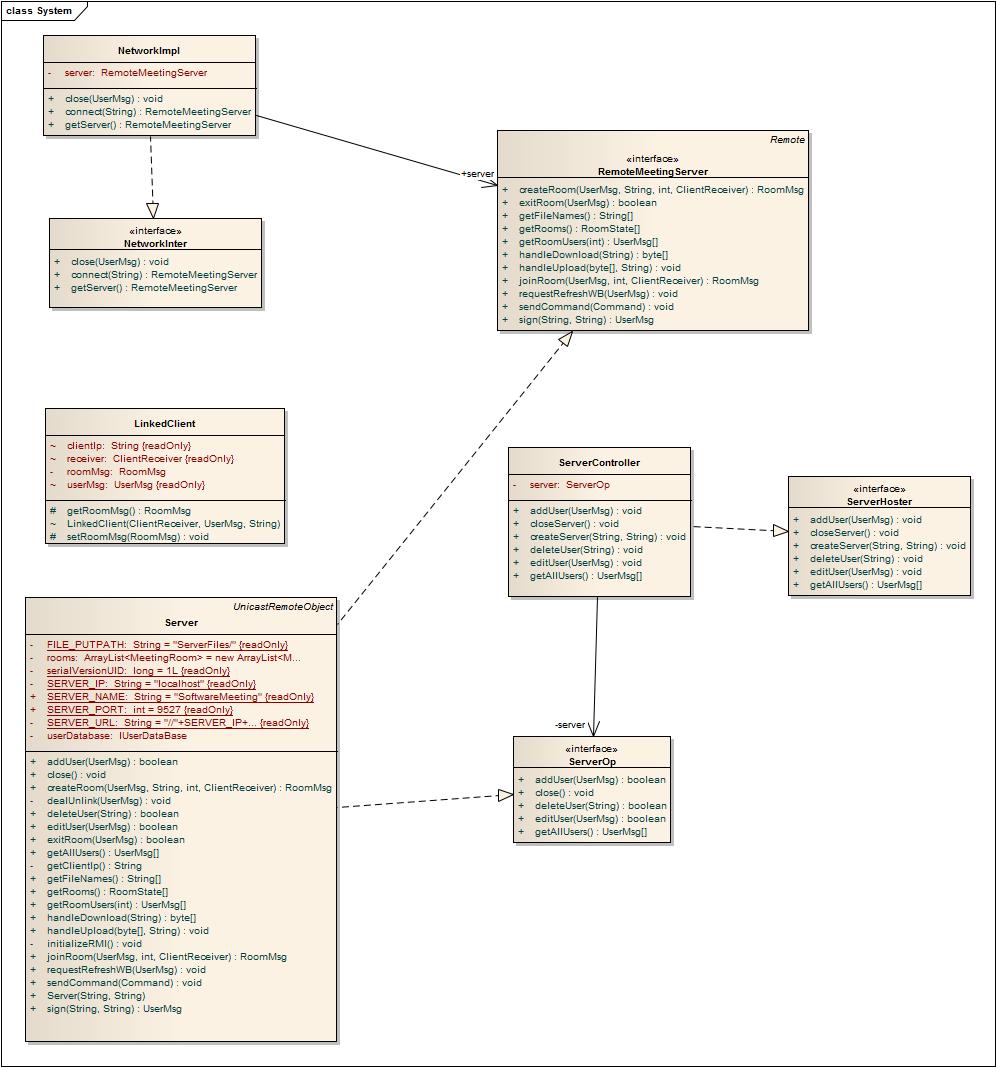 class System
NetworkImpl
- server: RemoteMeetingServer
+ close(UserMsg) : void
+ connect(String) : RemoteMeetingServer
+ getServer() : RemoteMeetingServer
+server
Remote
«interface»
RemoteMeetingServer
+ createRoom(UserMsg, String, int, ClientReceiver) : RoomMsg
+ exitRoom(UserMsg) : boolean
+ getFileNames() : String[]
+ getRooms() : RoomState[]
+ getRoomUsers(int) : UserMsg[]
+ handleDownload(String) : byte[]
+ handleUpload(byte[], String) : void
+ joinRoom(UserMsg, int, ClientReceiver) : RoomMsg
+ requestRefreshWB(UserMsg) : void
+ sendCommand(Command) : void
+ sign(String, String) : UserMsg
«interface»
NetworkInter
+ close(UserMsg) : void
+ connect(String) : RemoteMeetingServer
+ getServer() : RemoteMeetingServer
LinkedClient
~ clientIp: String {readOnly}
~ receiver: ClientReceiver {readOnly}
- roomMsg: RoomMsg
~ userMsg: UserMsg {readOnly}
# getRoomMsg() : RoomMsg
~ LinkedClient(ClientReceiver, UserMsg, String)
# setRoomMsg(RoomMsg) : void
ServerController
- server: ServerOp
+ addUser(UserMsg) : void
+ closeServer() : void
+ createServer(String, String) : void
+ deleteUser(String) : void
+ editUser(UserMsg) : void
+ getAllUsers() : UserMsg[]
«interface»
ServerHoster
+ addUser(UserMsg) : void
+ closeServer() : void
+ createServer(String, String) : void
+ deleteUser(String) : void
+ editUser(UserMsg) : void
+ getAllUsers() : UserMsg[]
UnicastRemoteObject
Server
- FILE_PUTPATH: String = "ServerFiles/" {readOnly}
- rooms: ArrayList<MeetingRoom> = new ArrayList<M...
- serialVersionUID: long = 1L {readOnly}
- SERVER_IP: String = "localhost" {readOnly}
+ SERVER_NAME: String = "SoftwareMeeting" {readOnly}
+ SERVER_PORT: int = 9527 {readOnly}
- SERVER_URL: String = "//"+SERVER_IP+... {readOnly}
- userDatabase: IUserDataBase
+ addUser(UserMsg) : boolean
+ close() : void
+ createRoom(UserMsg, String, int, ClientReceiver) : RoomMsg
- dealUnlink(UserMsg) : void
+ deleteUser(String) : boolean
+ editUser(UserMsg) : boolean
+ exitRoom(UserMsg) : boolean
+ getAllUsers() : UserMsg[]
- getClientIp() : String
+ getFileNames() : String[]
+ getRooms() : RoomState[]
+ getRoomUsers(int) : UserMsg[]
+ handleDownload(String) : byte[]
+ handleUpload(byte[], String) : void
- initializeRMI() : void
+ joinRoom(UserMsg, int, ClientReceiver) : RoomMsg
+ requestRefreshWB(UserMsg) : void
+ sendCommand(Command) : void
+ Server(String, String)
+ sign(String, String) : UserMsg
-server
«interface»
ServerOp
+ addUser(UserMsg) : boolean
+ close() : void
+ deleteUser(String) : boolean
+ editUser(UserMsg) : boolean
+ getAllUsers() : UserMsg[]